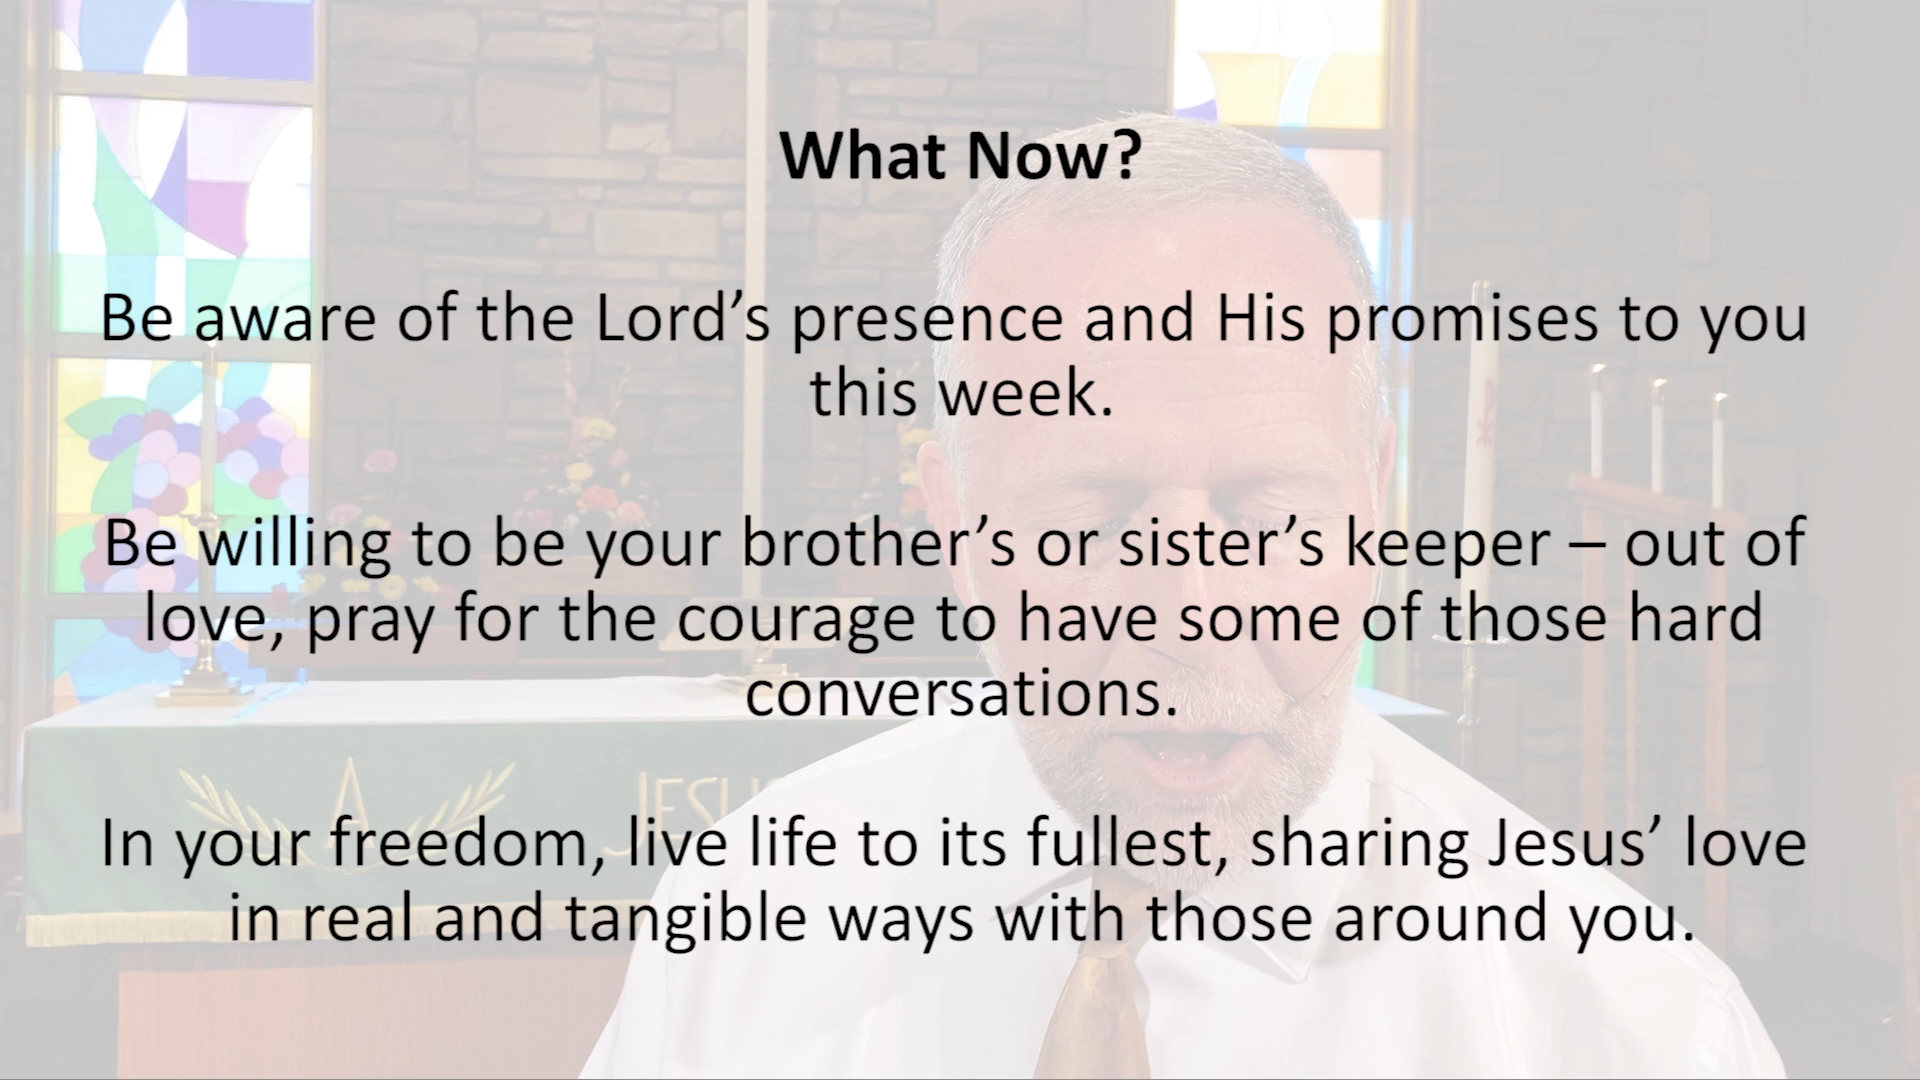 What Now?
Be aware of the Lord’s presence and His promises to you
this week.
Be willing to be your brother’s or sister’s keeper – out of
love, pray for the courage to have some of those hard
conversations.
In your freedom, live life to its fullest, sharing Jesus’ love
in real and tangible ways with those around you.
A
JESU